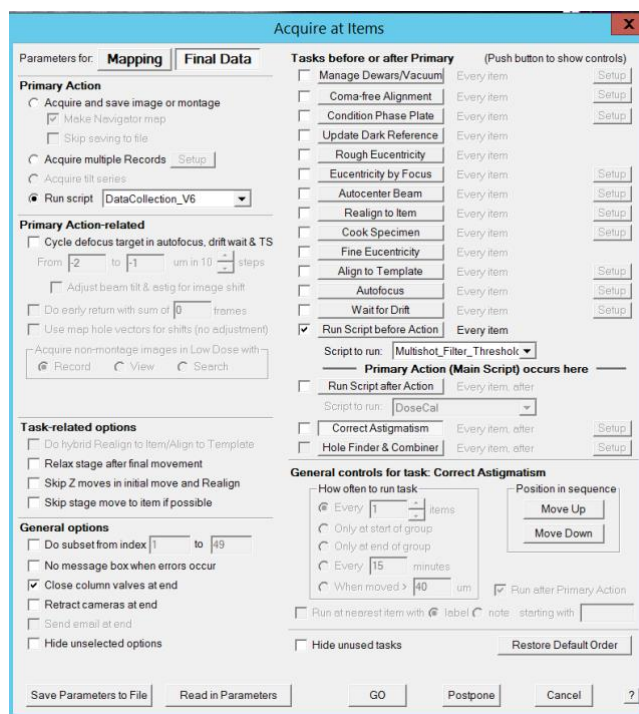 Acquire at Items
X
Parameters for: Mapping Final Data
Primary Action
Acquire and save image or montage
Make Navigator map
Skip saving to file
Acquire multiple Records Setup
Acquire tilt series
Run script DataCollection_V6
Primary Action-related
Cycle defocus target in autofocus, drift wait & TS
From -2 to -1 um in 10 steps
Adjust beam tilt & astig for image shift
Do early return with sum of 0 frames
Use map hole vectors for shifts (no adjustment)
Acquire non-montage images in Low Dose with
Record View Search
Task-related options
Do hybrid Realign to Item/Align to Template
Relax stage after final movement
Skip Z moves in initial move and Realign
Skip stage move to item if possible
General options
Do subset from index 1 to 49
No message box when errors occur
Close column valves at end
Retract cameras at end
Send email at end
Hide unselected options
Tasks before or after Primary (Push button to show controls)
Manage Dewars/Vacuum Every item Setup
Coma-free Alignment Every item Setup
Condition Phase Plate Every item Setup
Update Dark Reference Every item
Rough Eucentricity Every item
Eucentricity by Focus Every item Setup
Autocenter Beam Every item Setup
Realign to Item Every item Setup
Cook Specimen Every item Setup
Fine Eucentricity Every item
Align to Template Every item Setup
Autofocus Every item Setup
Wait for Drift Every item Setup
Run Script before Action Every item
Script to run: Multishot_Filter_Threshold
Primary Action (Main Script) occurs here
Run Script after Action Every item, after
Script to run: DoseCal
Correct Astigmatism Every item, after Setup
Hole Finder & Combiner Every item, after Setup
General controls for task: Correct Astigmatism
How often to run task
Every 1 items
Only at start of group
Only at end of group
Every 15 minutes
When moved > 40 um
Position in sequence
Move Up
Move Down
Run after Primary Action
Run at nearest item with label note starting with
Hide unused tasks Restore Default Order
Save Parameters to File Read in Parameters GO Postpone Cancel ?